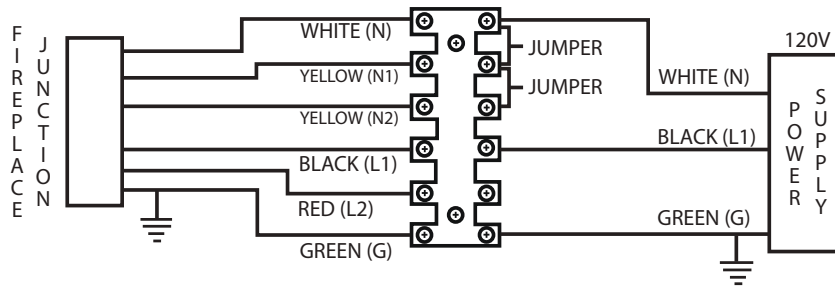 FIREPLACE
JUNCTION
WHITE (N)
YELLOW (N1)
YELLOW (N2)
BLACK (L1)
RED (L2)
GREEN (G)
JUMPER
JUMPER
WHITE (N)
BLACK (L1)
GREEN (G)
120V
POWER
SUPPLY